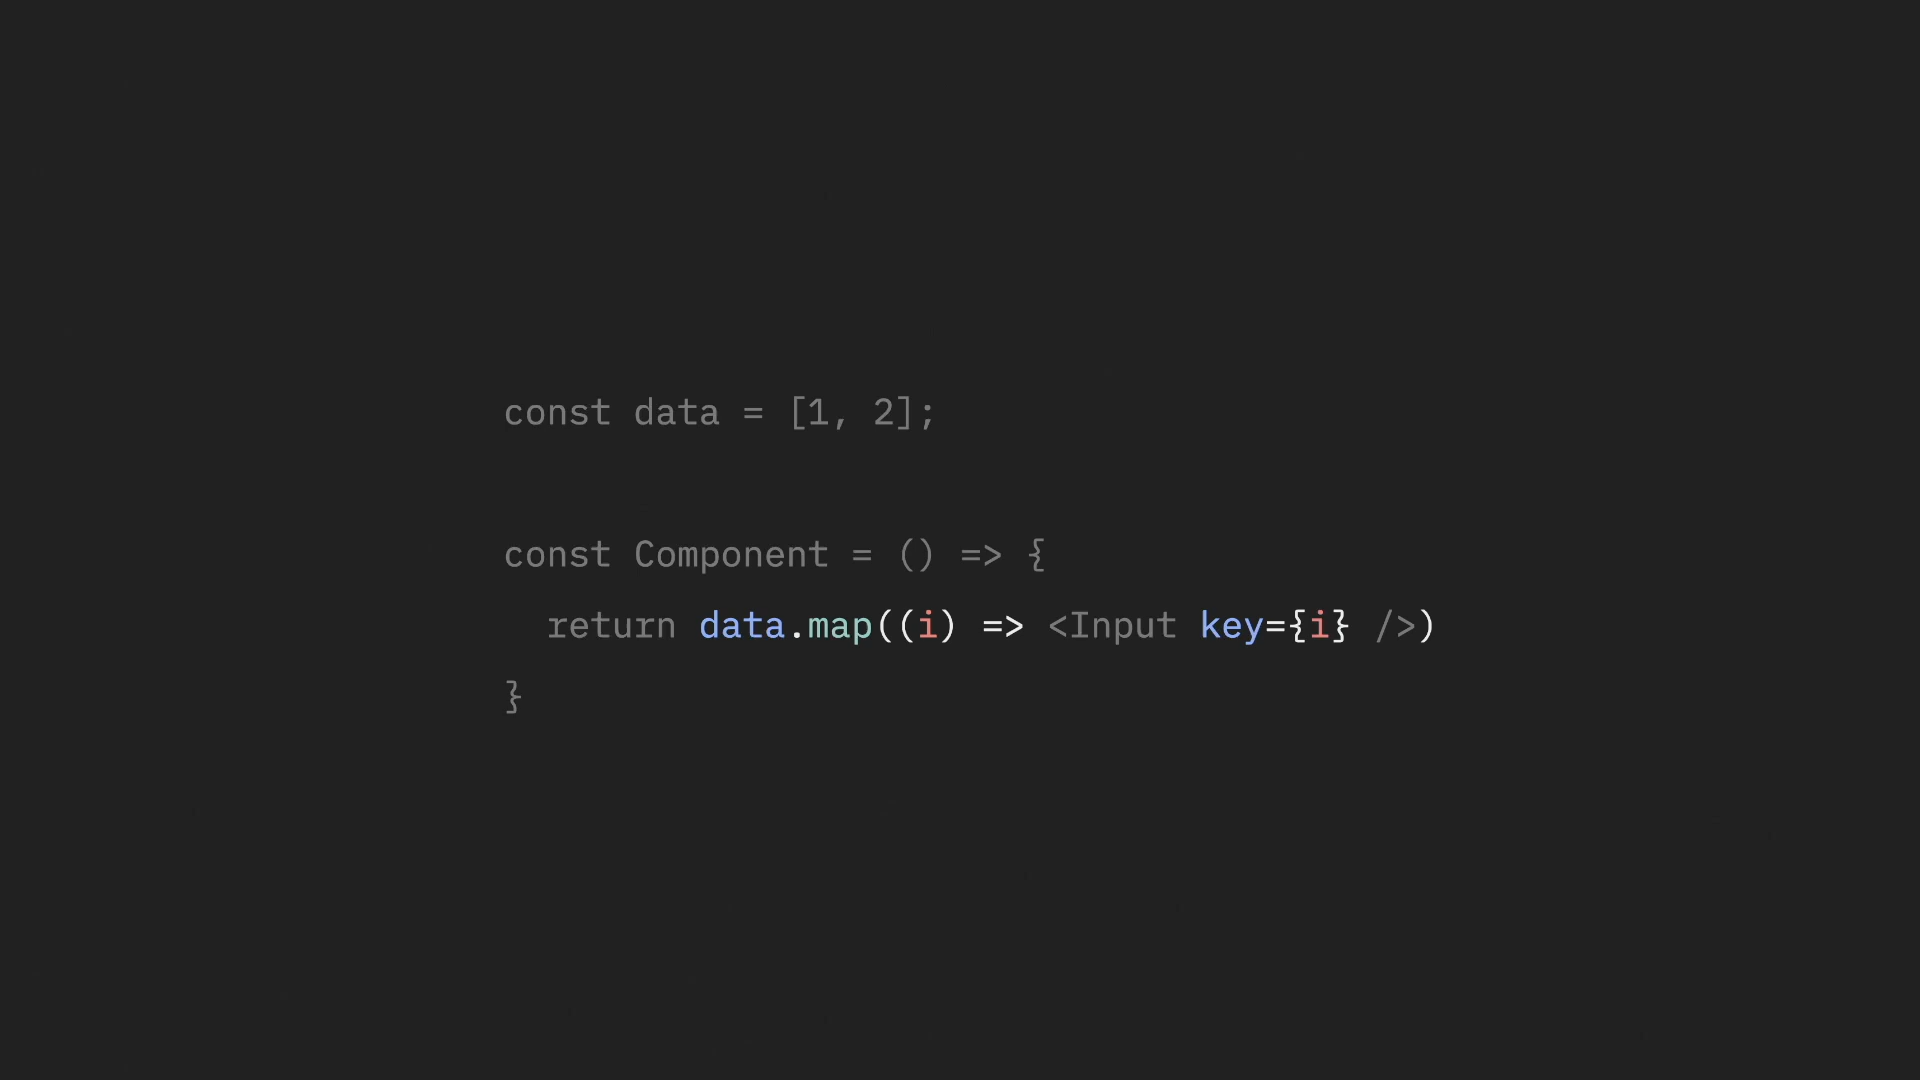 const data = [1, 2];
const Component = () => {
return data.map((i) => <Input key={i} />)
}